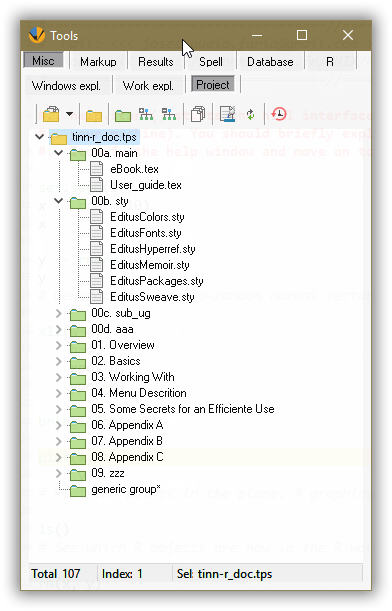 Tools
Misc Markup Results Spell Database R
Windows expl. Work expl. Project
tinn-r_doc.tps
00a. main
eBook.tex
User_guide.tex
00b. sty
EditusColors.sty
EditusFonts.sty
EditusHyperref.sty
EditusMemoir.sty
EditusPackages.sty
EditusSweave.sty
00c. sub_ug
00d. aaa
01. Overview
02. Basics
03. Working With
04. Menu Descrition
05. Some Secrets for an Efficiente Use
06. Appendix A
07. Appendix B
08. Appendix C
09. zzz
generic group*
Total 107 Index: 1 Sel: tinn-r_doc.tps